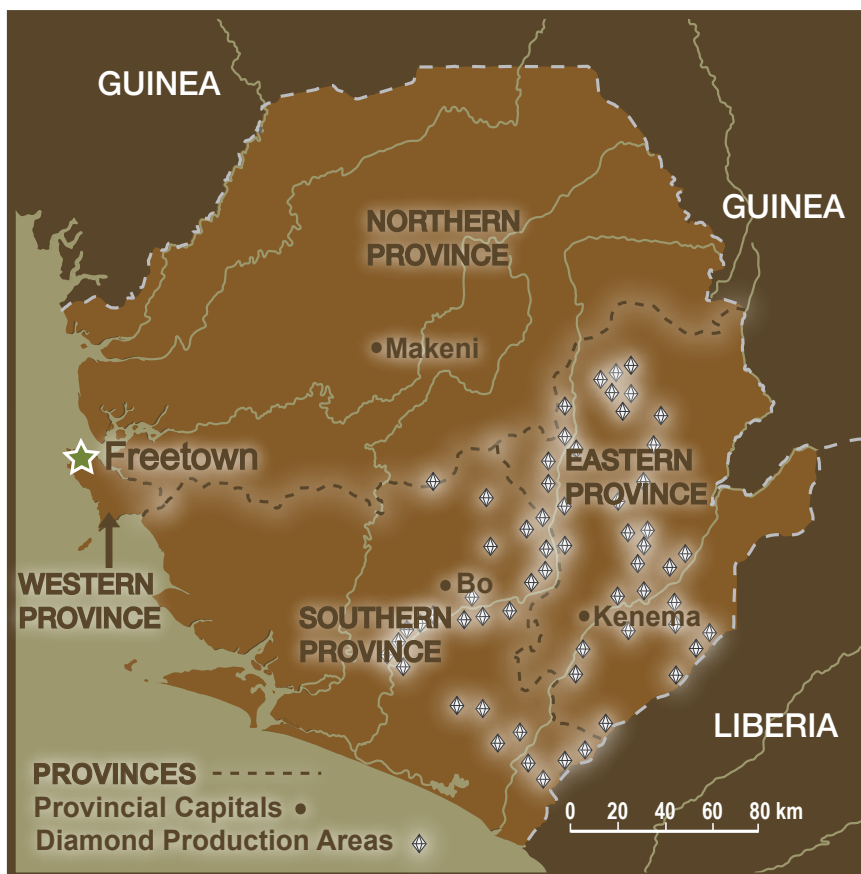 GUINEA
GUINEA
NORTHERN
PROVINCE
Makeni
Freetown
EASTERN
PROVINCE
WESTERN
PROVINCE
Bo
SOUTHERN
PROVINCE
Kenema
LIBERIA
PROVINCES
Provincial Capitals
Diamond Production Areas
0 20 40 60 80 km